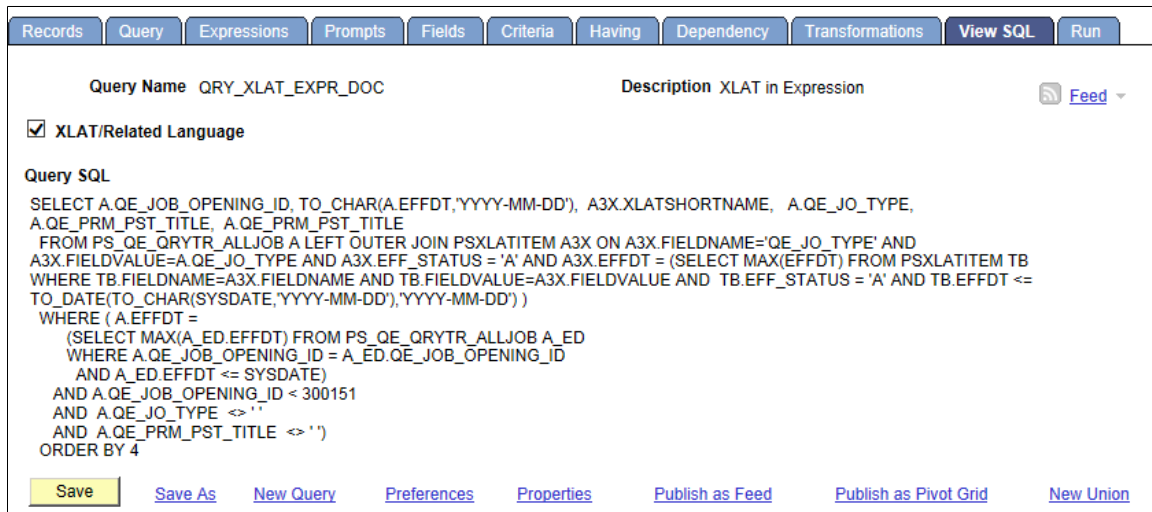 Records Query Expressions Prompts Fields Criteria Having Dependency Transformations View SQL Run
Query Name QRY_XLAT_EXPR_DOC Description XLAT in Expression Feed
XLAT/Related Language
Query SQL
SELECT A.QE_JOB_OPENING_ID, TO_CHAR(A.EFFDT,'YYYY-MM-DD'), A3X.XLATSHORTNAME, A.QE_JO_TYPE,
A.QE_PRM_PST_TITLE, A.QE_PRM_PST_TITLE
FROM PS_QE_QRYTR_ALLJOB A LEFT OUTER JOIN PSXLATITEM A3X ON A3X.FIELDNAME='QE_JO_TYPE' AND
A3X.FIELDVALUE=A.QE_JO_TYPE AND A3X.EFF_STATUS = 'A' AND A3X.EFFDT = (SELECT MAX(EFFDT) FROM PSXLATITEM TB
WHERE TB.FIELDNAME=A3X.FIELDNAME AND TB.FIELDVALUE=A3X.FIELDVALUE AND TB.EFF_STATUS = 'A' AND TB.EFFDT <=
TO_DATE(TO_CHAR(SYSDATE,'YYYY-MM-DD'),'YYYY-MM-DD') )
WHERE ( A.EFFDT =
(SELECT MAX(A_ED.EFFDT) FROM PS_QE_QRYTR_ALLJOB A_ED
WHERE A.QE_JOB_OPENING_ID = A_ED.QE_JOB_OPENING_ID
AND A_ED.EFFDT <= SYSDATE)
AND A.QE_JOB_OPENING_ID < 300151
AND A.QE_JO_TYPE <> ' '
AND A.QE_PRM_PST_TITLE <> ' ')
ORDER BY 4
Save Save As New Query Preferences Properties Publish as Feed Publish as Pivot Grid New Union